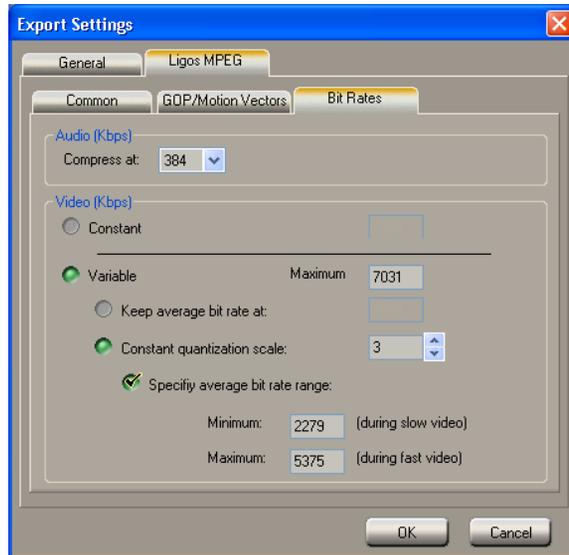 Export Settings
General Ligos MPEG
Common GOP/Motion Vectors Bit Rates
Audio (Kbps)
Compress at: 384
Video (Kbps)
Constant
Variable Maximum 7031
Keep average bit rate at:
Constant quantization scale: 3
Specifiy average bit rate range:
Minimum: 2279 (during slow video)
Maximum: 5375 (during fast video)
OK Cancel